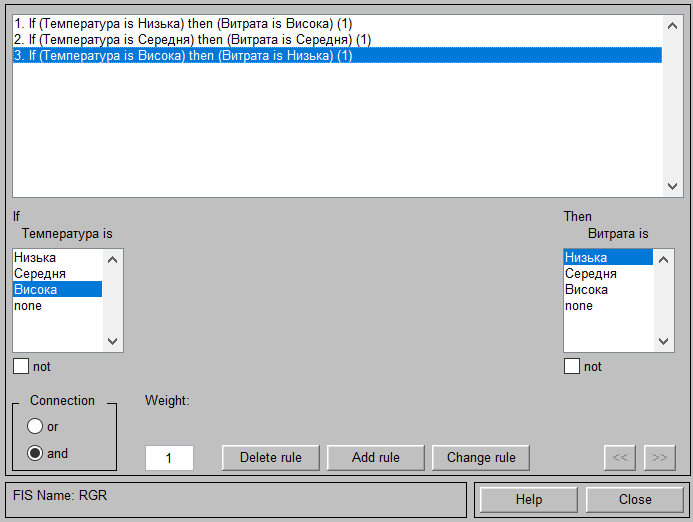 1. If (Температура is Низька) then (Витрата is Висока) (1)
2. If (Температура is Середня) then (Витрата is Середня) (1)
3. If (Температура is Висока) then (Витрата is Низька) (1)
If
Then
Температура is
Витрата is
Низька
Середня
Висока
none
Низька
Середня
Висока
none
not
not
Connection
or
and
Weight:
1
Delete rule
Add rule
Change rule
<<
>>
FIS Name: RGR
Help
Close